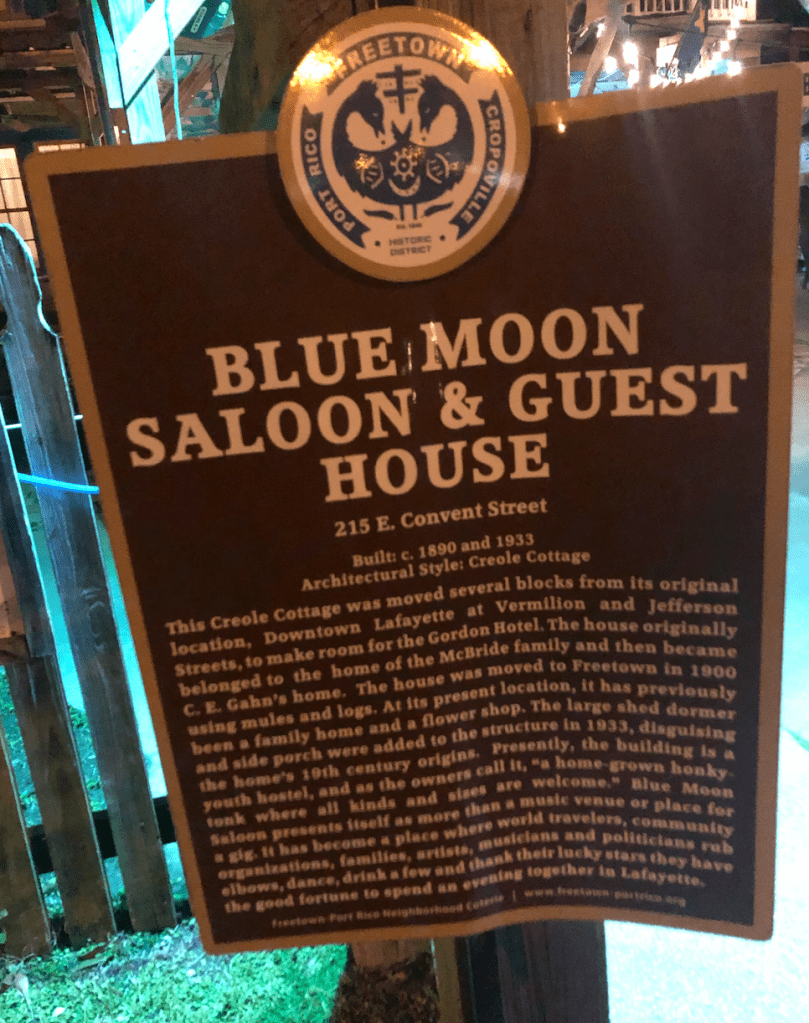 FREETOWN
PORT RICO
CROPOVILLE
HISTORIC
DISTRICT
BLUE MOON
SALOON & GUEST
HOUSE
215 E. Convent Street
Built: c. 1890 and 1933
Architectural Style: Creole Cottage
This Creole Cottage was moved several blocks from its original
location, Downtown Lafayette at Vermilion and Jefferson
Streets, to make room for the Gordon Hotel. The house originally
belonged to the home of the McBride family and then became
C. E. Gahn's home. The house was moved to Freetown in 1900
using mules and logs. At its present location, it has previously
been a family home and a flower shop. The large shed dormer
and side porch were added to the structure in 1933, disguising
the home's 19th century origins. Presently, the building is a
youth hostel, and as the owners call it, "a home-grown honky-
tonk where all kinds and sizes are welcome." Blue Moon
Saloon presents itself as more than a music venue or place for
a gig. It has become a place where world travelers, community
organizations, families, artists, musicians and politicians rub
elbows, dance, drink a few and thank their lucky stars they have
the good fortune to spend an evening together in Lafayette.
Freetown-Port Rico Neighborhood Coterie | www.freetown-portrico.org